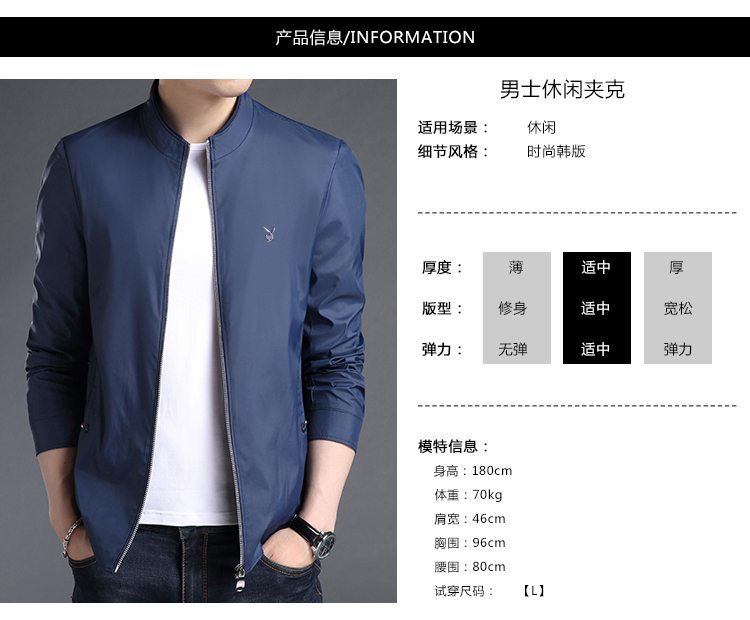 产品信息/INFORMATION
男士休闲夹克
适用场景： 休闲
细节风格： 时尚韩版
厚度： 薄 适中 厚
版型： 修身 适中 宽松
弹力： 无弹 适中 弹力
模特信息：
身高：180cm
体重：70kg
肩宽：46cm
胸围：96cm
腰围：80cm
试穿尺码： 【L】